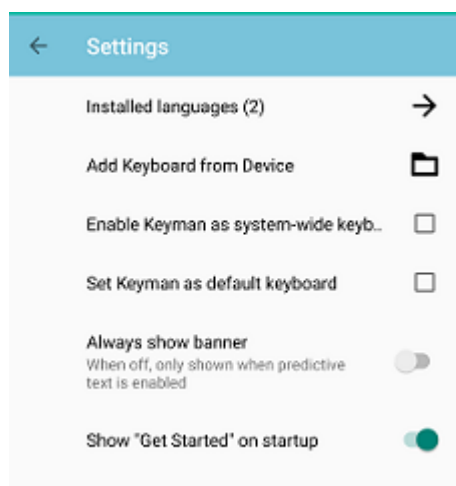 Settings
Installed languages (2)
Add Keyboard from Device
Enable Keyman as system-wide keyb..
Set Keyman as default keyboard
Always show banner
When off, only shown when predictive
text is enabled
Show "Get Started" on startup